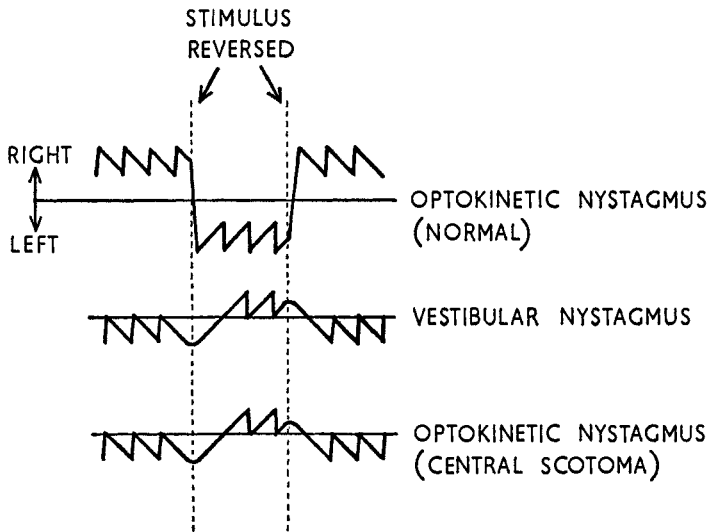 STIMULUS
REVERSED
RIGHT
LEFT
OPTOKINETIC NYSTAGMUS
(NORMAL)
VESTIBULAR NYSTAGMUS
OPTOKINETIC NYSTAGMUS
(CENTRAL SCOTOMA)